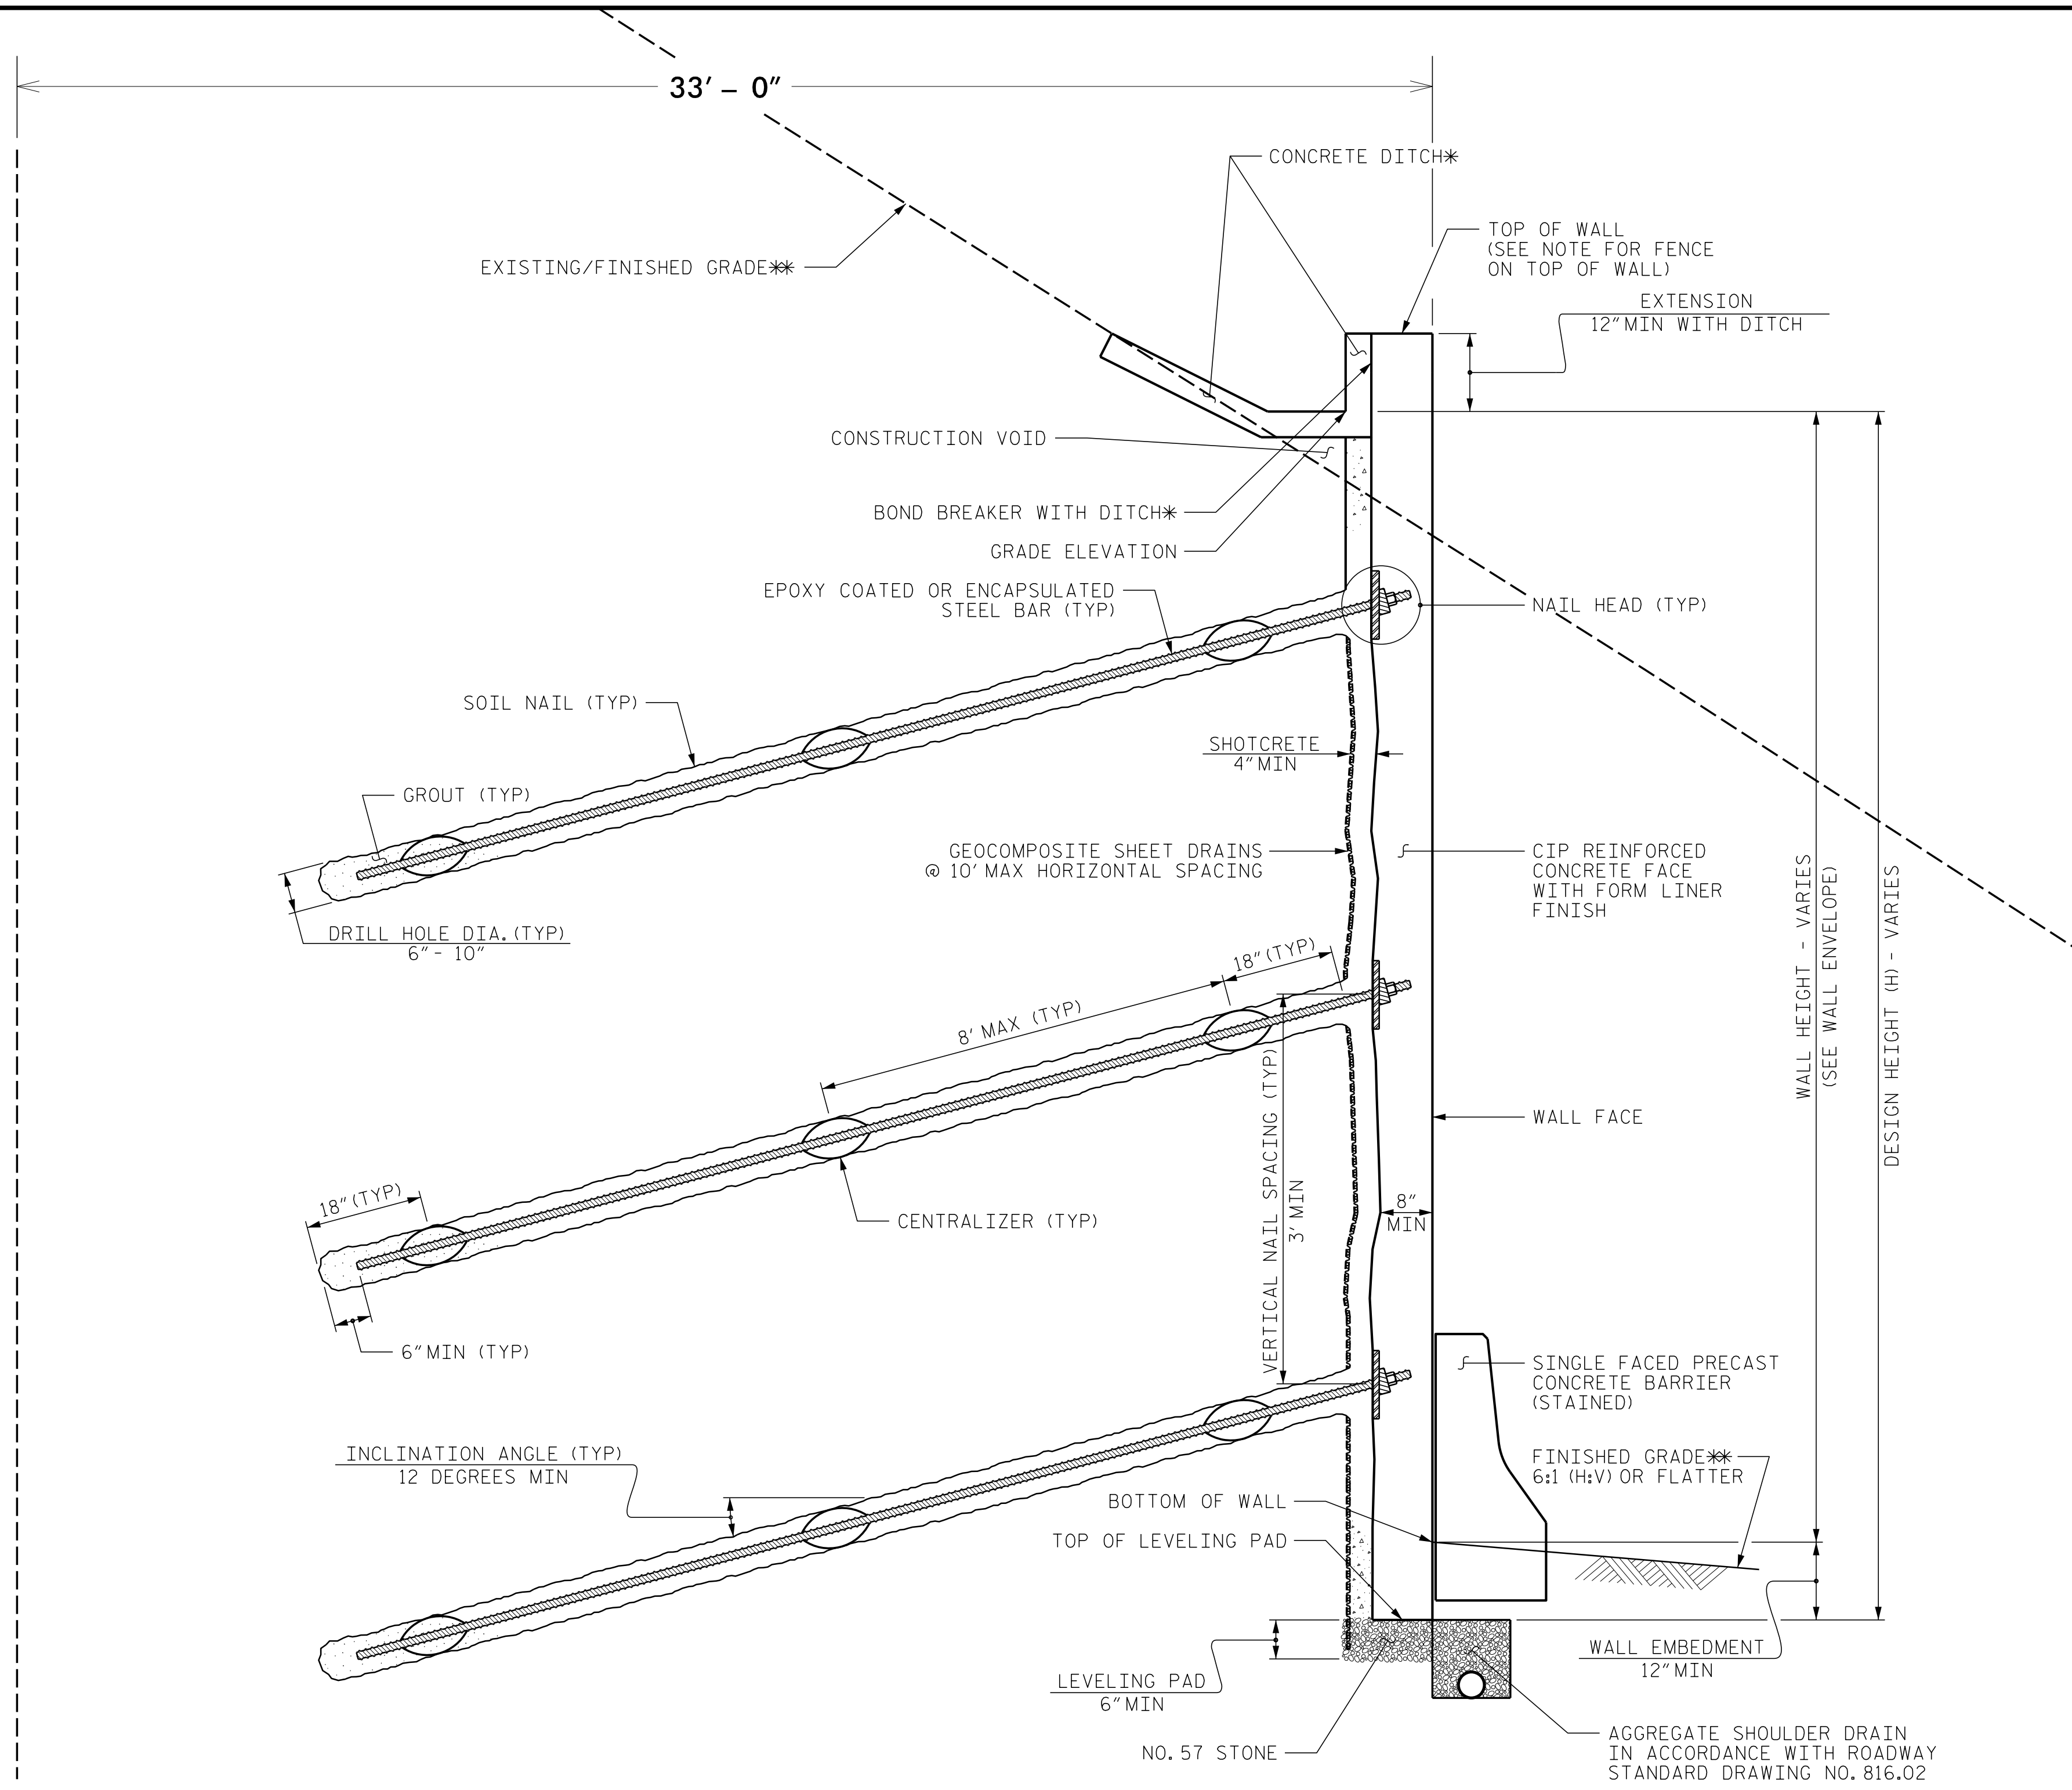 33' – 0"
CONCRETE DITCH*
TOP OF WALL
(SEE NOTE FOR FENCE
ON TOP OF WALL)
EXISTING/FINISHED GRADE**
EXTENSION
12" MIN WITH DITCH
CONSTRUCTION VOID
BOND BREAKER WITH DITCH*
GRADE ELEVATION
EPOXY COATED OR ENCAPSULATED
STEEL BAR (TYP)
NAIL HEAD (TYP)
SOIL NAIL (TYP)
SHOTCRETE
4" MIN
GROUT (TYP)
GEOCOMPOSITE SHEET DRAINS
@ 10' MAX HORIZONTAL SPACING
CIP REINFORCED
CONCRETE FACE
WITH FORM LINER
FINISH
WALL HEIGHT - VARIES
(SEE WALL ENVELOPE)
DESIGN HEIGHT (H) - VARIES
DRILL HOLE DIA. (TYP)
6" - 10"
18" (TYP)
8' MAX (TYP)
VERTICAL NAIL SPACING (TYP)
3' MIN
WALL FACE
18" (TYP)
CENTRALIZER (TYP)
8"
MIN
6" MIN (TYP)
SINGLE FACED PRECAST
CONCRETE BARRIER
(STAINED)
INCLINATION ANGLE (TYP)
12 DEGREES MIN
FINISHED GRADE**
6:1 (H:V) OR FLATTER
BOTTOM OF WALL
TOP OF LEVELING PAD
WALL EMBEDMENT
12" MIN
LEVELING PAD
6" MIN
NO. 57 STONE
AGGREGATE SHOULDER DRAIN
IN ACCORDANCE WITH ROADWAY
STANDARD DRAWING NO. 816.02